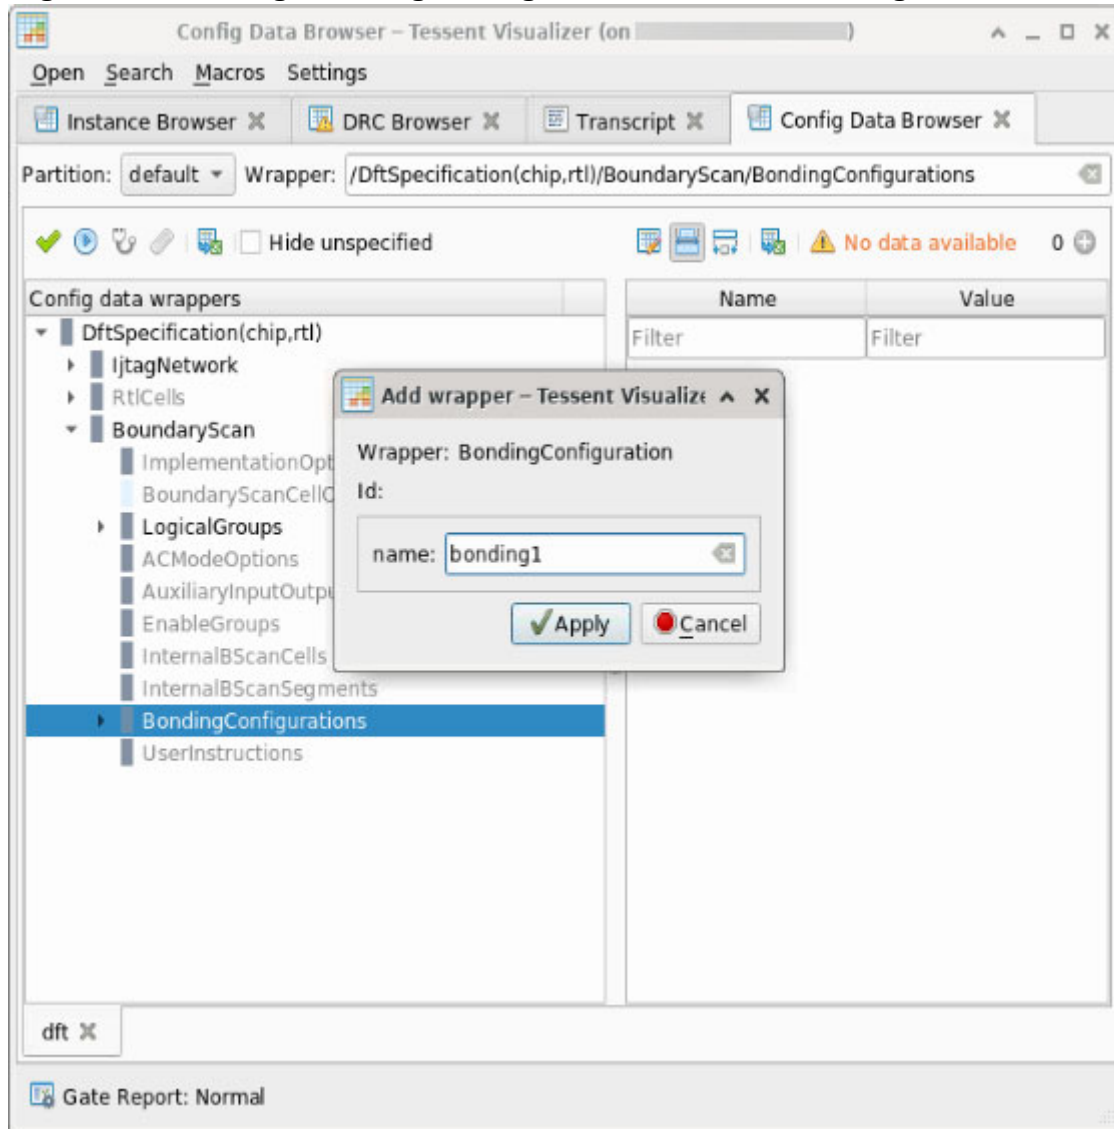 Config Data Browser – Tessent Visualizer (on )
Open Search Macros Settings
Instance Browser DRC Browser Transcript Config Data Browser
Partition: default Wrapper: /DftSpecification(chip,rtl)/BoundaryScan/BondingConfigurations
Hide unspecified No data available 0
Config data wrappers Name Value
DftSpecification(chip,rtl) Filter Filter
IjtagNetwork
RtlCells
Add wrapper – Tessent Visualize
BoundaryScan
Wrapper: BondingConfiguration
ImplementationOpt
BoundaryScanCellO
Id:
LogicalGroups
ACModeOptions
name: bonding1
AuxiliaryInputOutpu
EnableGroups
Apply Cancel
InternalBScanCells
InternalBScanSegments
BondingConfigurations
UserInstructions
dft
Gate Report: Normal